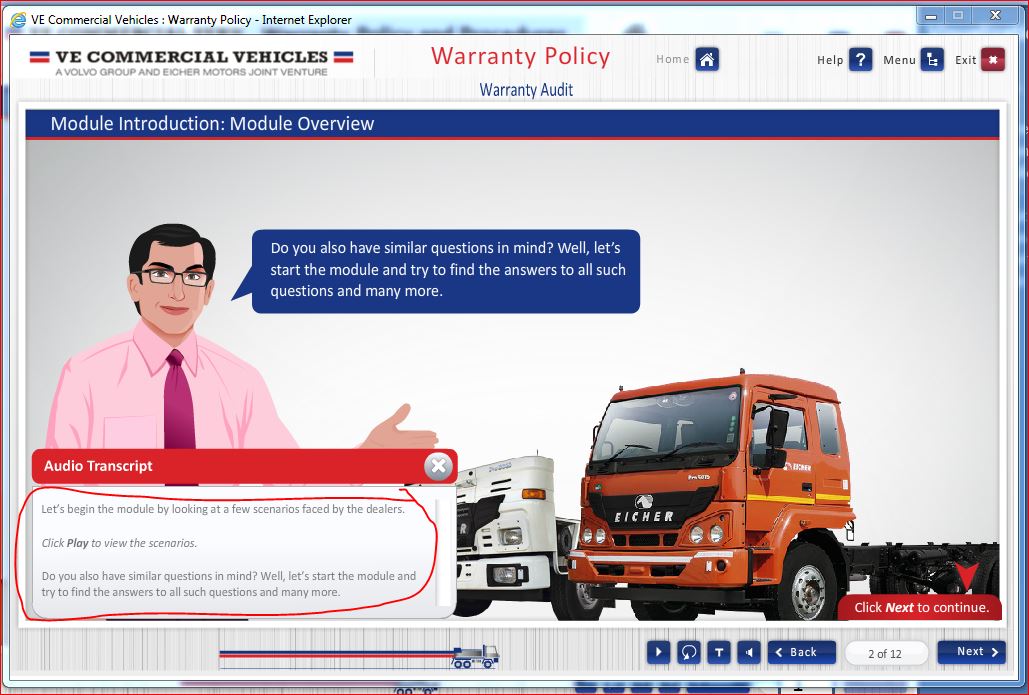 VE Commercial Vehicles : Warranty Policy - Internet Explorer
VE COMMERCIAL VEHICLES
A VOLVO GROUP AND EICHER MOTORS JOINT VENTURE
Warranty Policy
Home
Help ?
Menu
Exit
Warranty Audit
Module Introduction: Module Overview
Do you also have similar questions in mind? Well, let’s
start the module and try to find the answers to all such
questions and many more.
Audio Transcript
Let’s begin the module by looking at a few scenarios faced by the dealers.
Click Play to view the scenarios.
Do you also have similar questions in mind? Well, let’s start the module and
try to find the answers to all such questions and many more.
EICHER
EICHER
Click Next to continue.
T
Back
2 of 12
Next